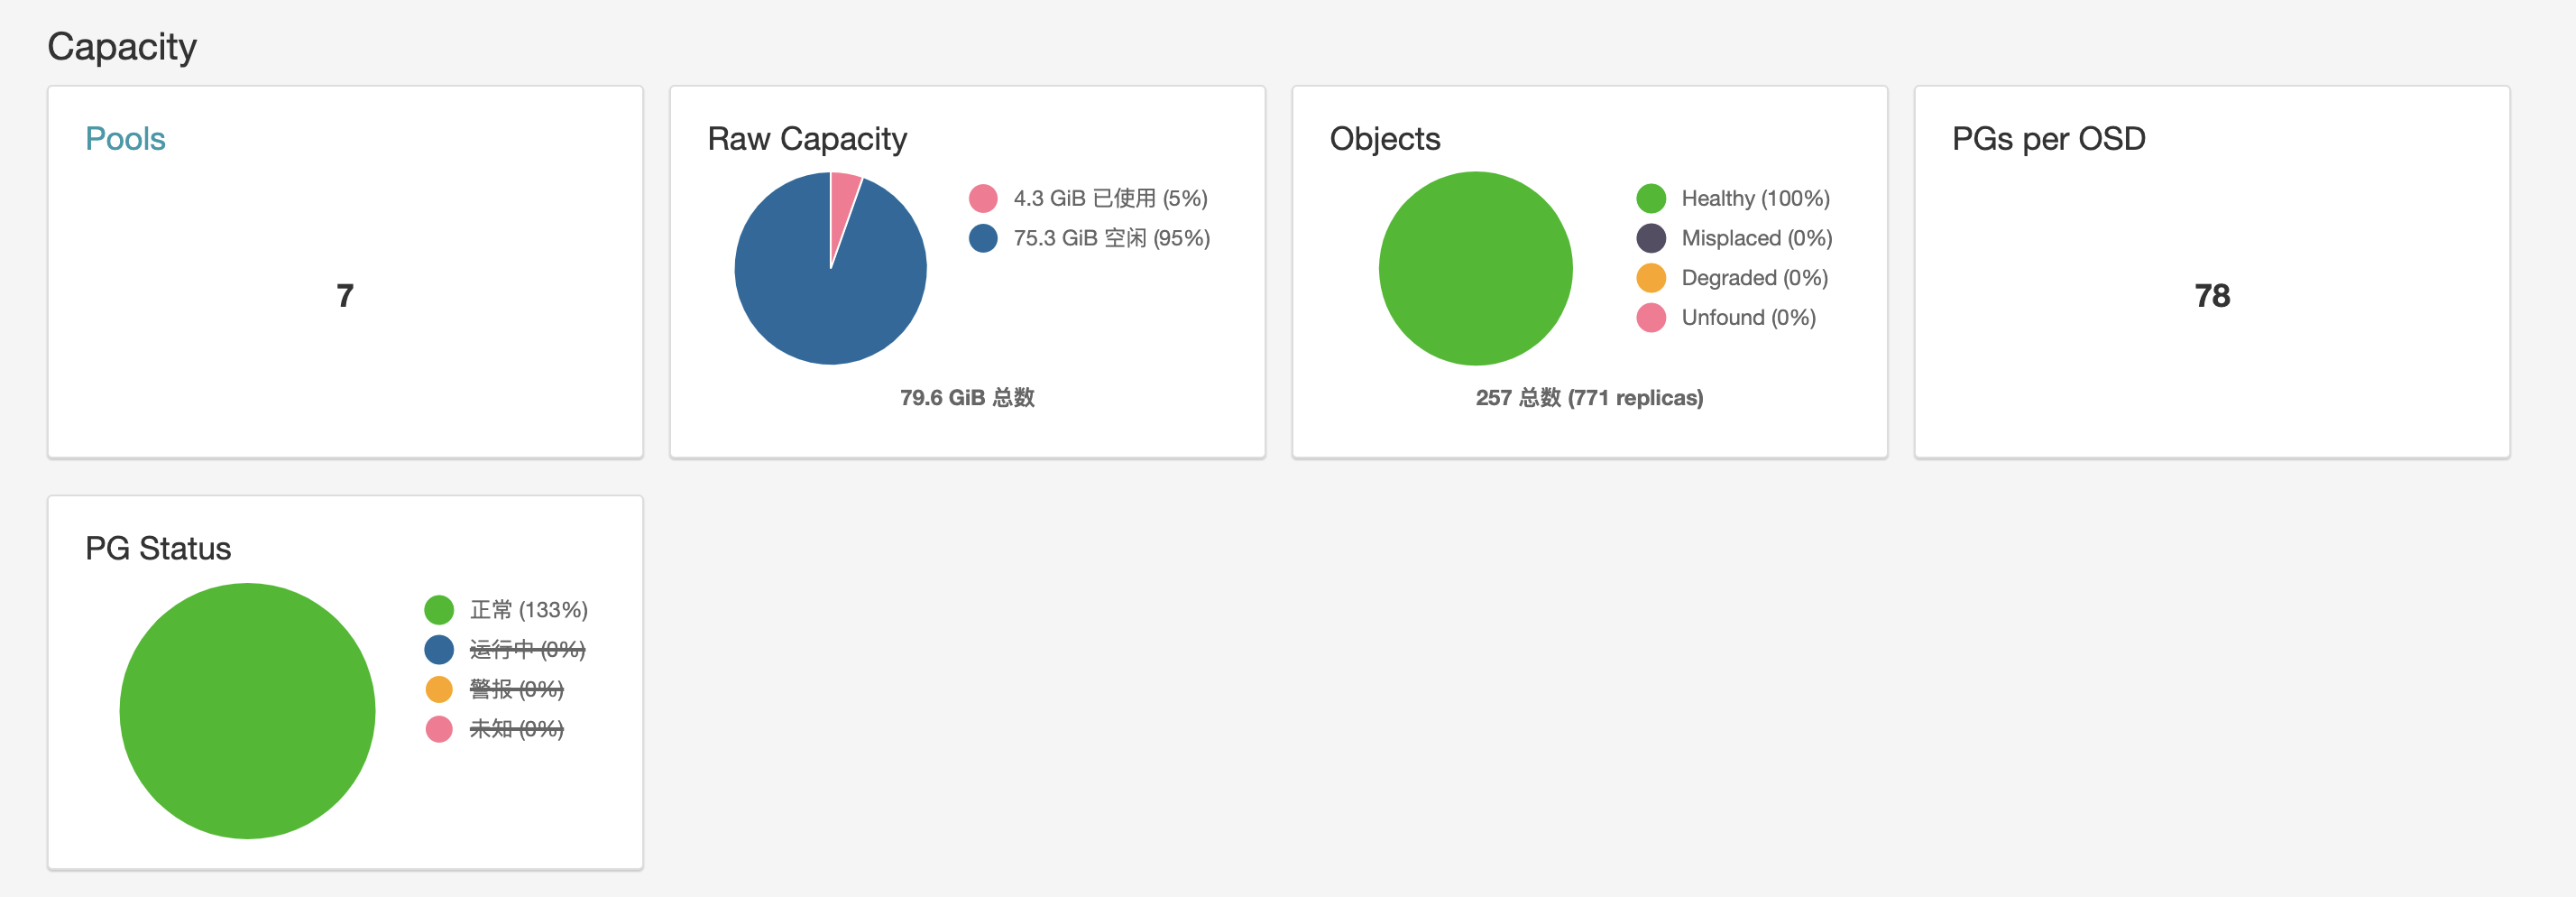 Capacity
Pools
7
Raw Capacity
4.3 GiB 已使用 (5%)
75.3 GiB 空闲 (95%)
79.6 GiB 总数
Objects
Healthy (100%)
Misplaced (0%)
Degraded (0%)
Unfound (0%)
257 总数 (771 replicas)
PGs per OSD
78
PG Status
正常 (133%)
运行中 (0%)
警报 (0%)
未知 (0%)